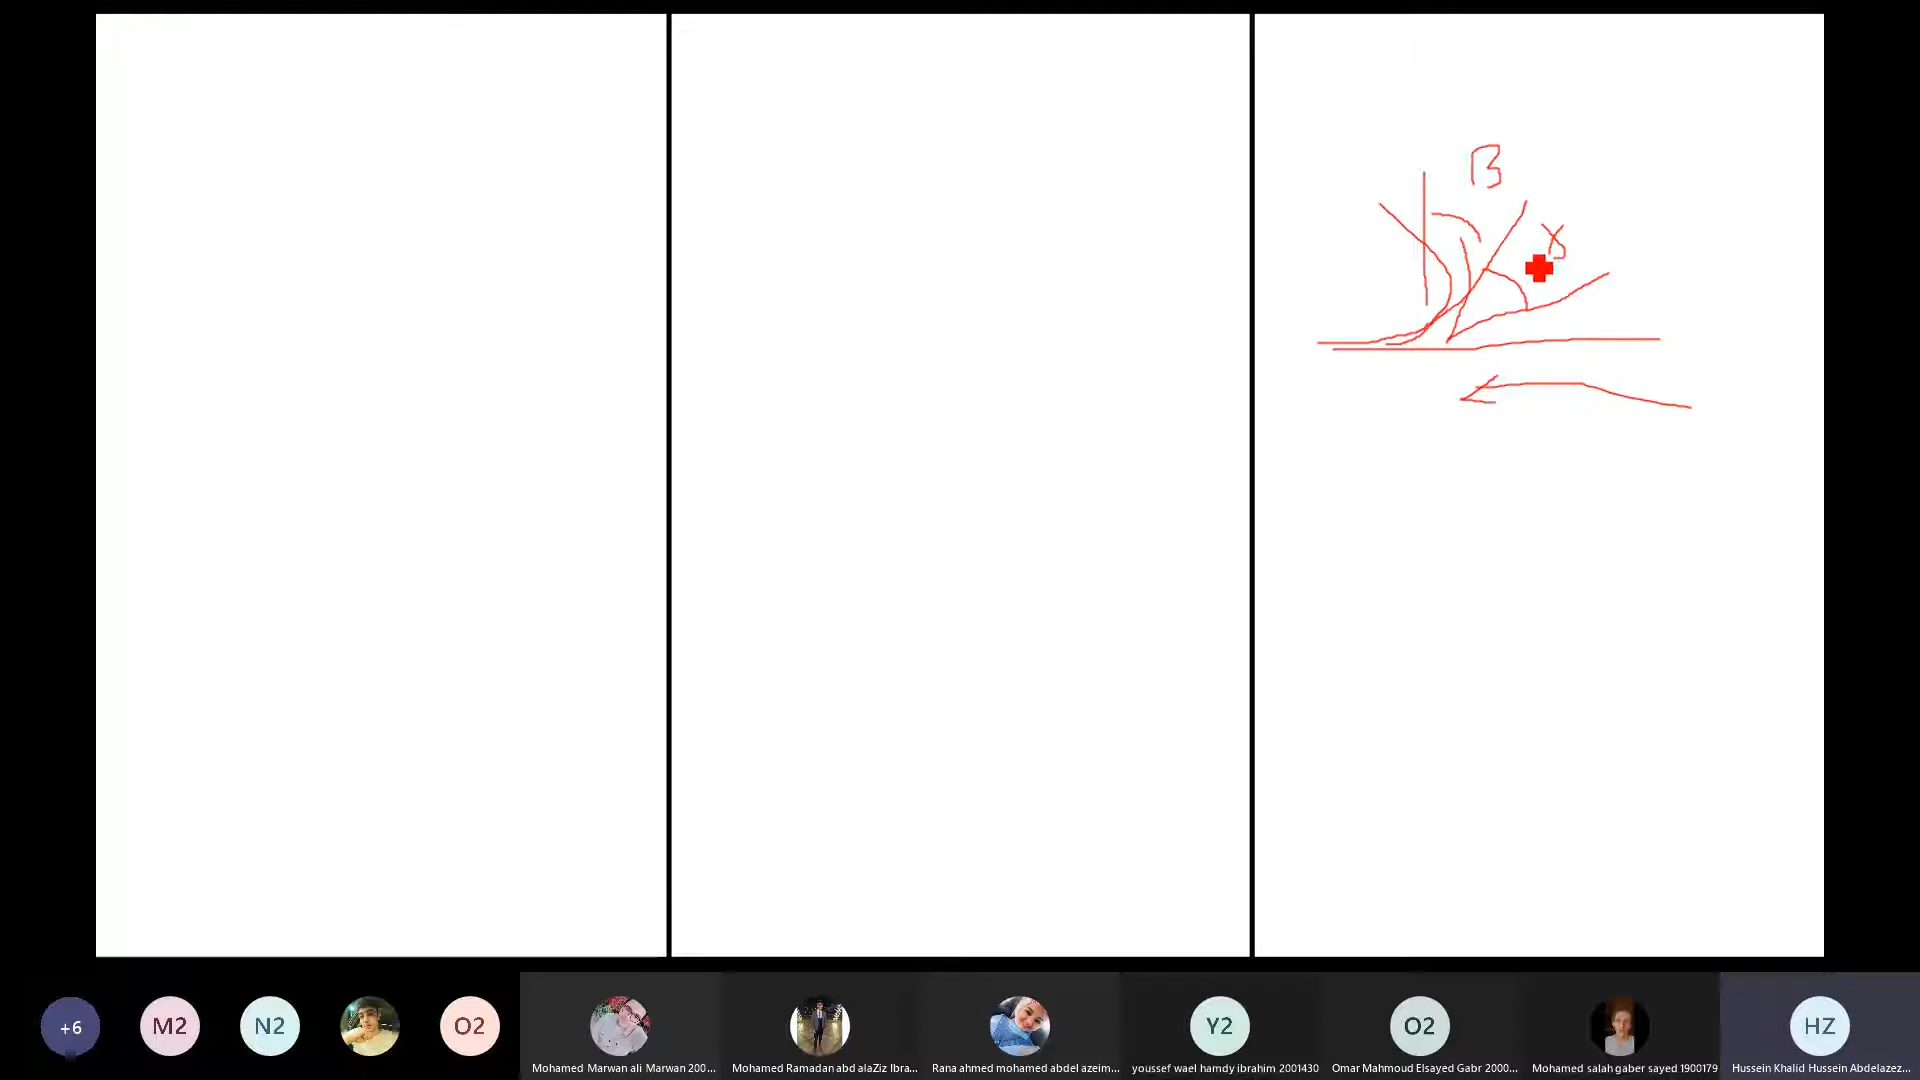 B
γ
+6
M2
N2
O2
Y2
O2
HZ
Mohamed Marwan ali Marwan 200...
Mohamed Ramadan abd alaZiz Ibra...
Rana ahmed mohamed abdel azeim...
youssef wael hamdy ibrahim 2001430
Omar Mahmoud Elsayed Gabr 2000...
Mohamed salah gaber sayed 1900179
Hussein Khalid Hussein Abdelazez...